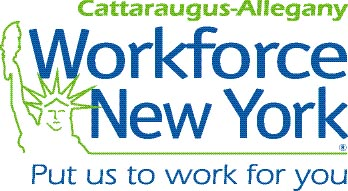 Cattaraugus-Allegany
Workforce
New York
®
Put us to work for you